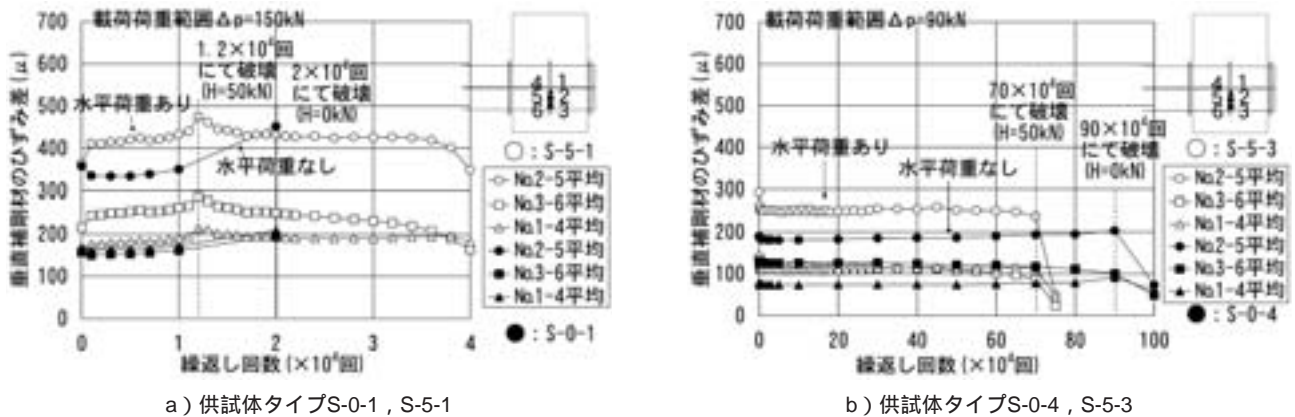 載荷荷重範囲Δp=150kN
垂直補剛材のひずみ差(μ)
700
600
500
400
300
200
100
0
1.2×10⁴回
にて破壊
(H=50kN)
2×10⁴回
にて破壊
(H=0kN)
水平荷重あり
水平荷重なし
4 1
5 2
6 3
○:S-5-1
No.2-5平均
No.3-6平均
No.1-4平均
No.2-5平均
No.3-6平均
No.1-4平均
●:S-0-1
0 1 2 3 4
繰返し回数(×10⁴回)
a)供試体タイプS-0-1,S-5-1
載荷荷重範囲Δp=90kN
垂直補剛材のひずみ差(μ)
700
600
500
400
300
200
100
0
70×10⁴回
にて破壊
(H=50kN)
90×10⁴回
にて破壊
(H=0kN)
水平荷重あり
水平荷重なし
4 1
5 2
6 3
○:S-5-3
No.2-5平均
No.3-6平均
No.1-4平均
No.2-5平均
No.3-6平均
No.1-4平均
●:S-0-4
0 20 40 60 80 100
繰返し回数(×10⁴回)
b)供試体タイプS-0-4,S-5-3